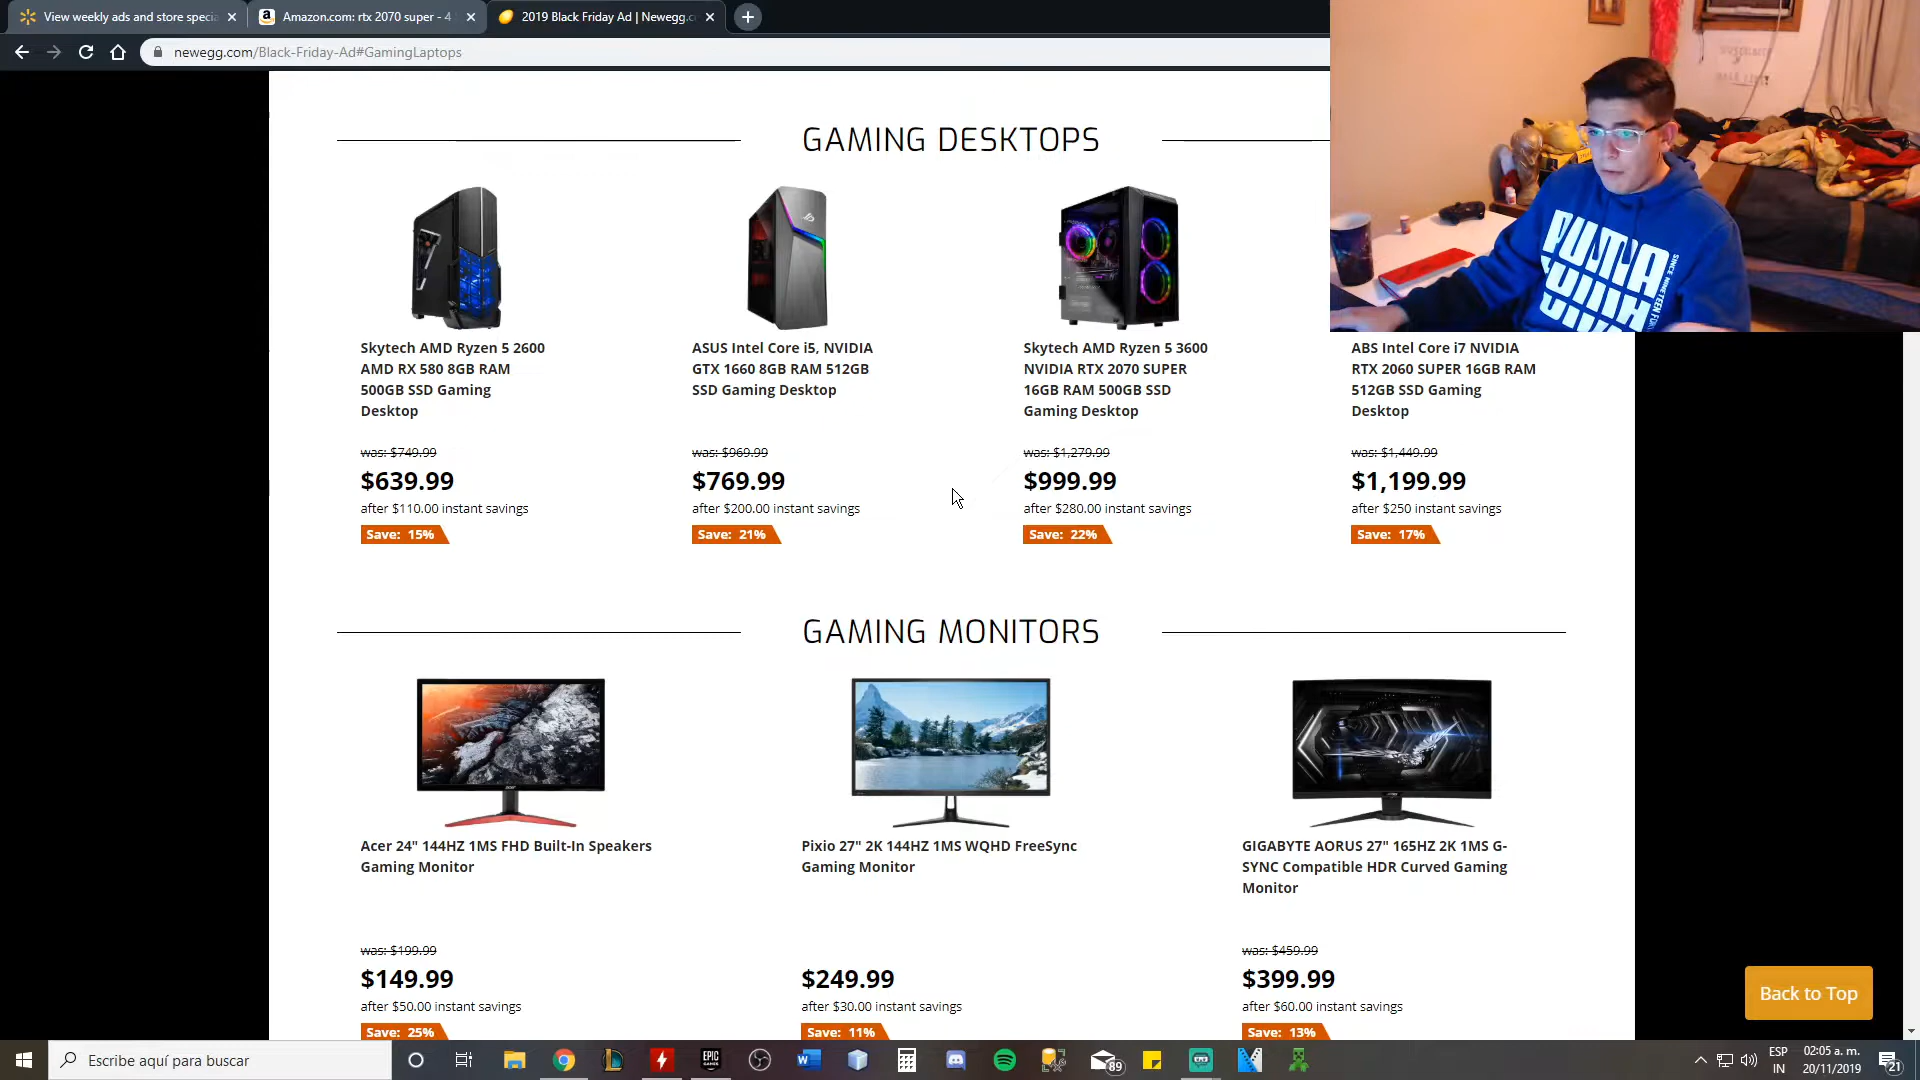 View weekly ads and store specia
Amazon.com: rtx 2070 super - 4
2019 Black Friday Ad | Newegg.c
newegg.com/Black-Friday-Ad#GamingLaptops
GAMING DESKTOPS
Skytech AMD Ryzen 5 2600
AMD RX 580 8GB RAM
500GB SSD Gaming
Desktop
was: $749.99
$639.99
after $110.00 instant savings
Save: 15%
ASUS Intel Core i5, NVIDIA
GTX 1660 8GB RAM 512GB
SSD Gaming Desktop
was: $969.99
$769.99
after $200.00 instant savings
Save: 21%
Skytech AMD Ryzen 5 3600
NVIDIA RTX 2070 SUPER
16GB RAM 500GB SSD
Gaming Desktop
was: $1,279.99
$999.99
after $280.00 instant savings
Save: 22%
ABS Intel Core i7 NVIDIA
RTX 2060 SUPER 16GB RAM
512GB SSD Gaming
Desktop
was: $1,449.99
$1,199.99
after $250 instant savings
Save: 17%
PUMA
SINCE NINETEEN FOR
GAMING MONITORS
Acer 24" 144HZ 1MS FHD Built-In Speakers
Gaming Monitor
was: $199.99
$149.99
after $50.00 instant savings
Save: 25%
Pixio 27" 2K 144HZ 1MS WQHD FreeSync
Gaming Monitor
$249.99
after $30.00 instant savings
Save: 11%
GIGABYTE AORUS 27" 165HZ 2K 1MS G-
SYNC Compatible HDR Curved Gaming
Monitor
was: $459.99
$399.99
after $60.00 instant savings
Save: 13%
Back to Top
Escribe aquí para buscar
EPIC
GAMES
89
ESP
IN
02:05 a. m.
20/11/2019
21